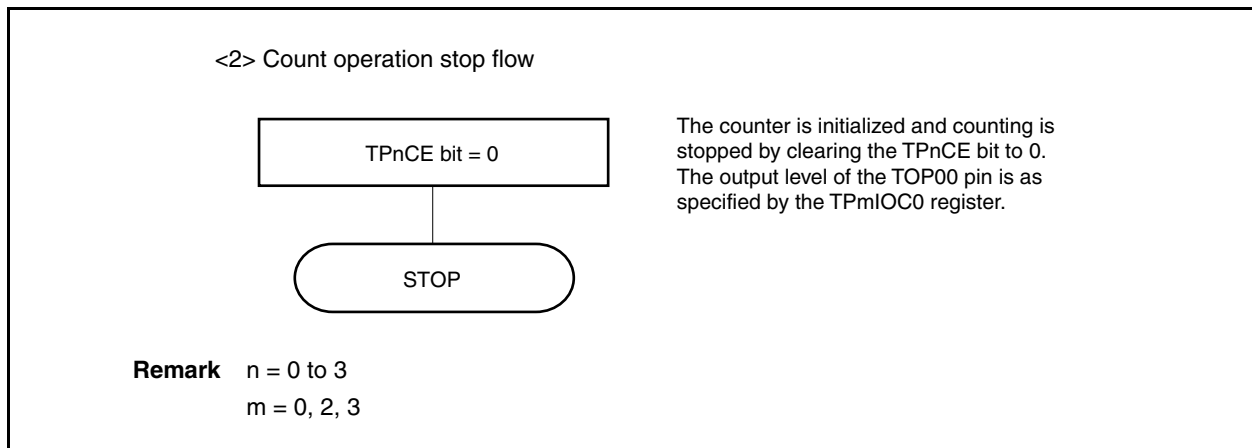 <2> Count operation stop flow
TPnCE bit = 0
The counter is initialized and counting is
stopped by clearing the TPnCE bit to 0.
The output level of the TOP00 pin is as
specified by the TPmIOC0 register.
STOP
Remark n = 0 to 3
m = 0, 2, 3